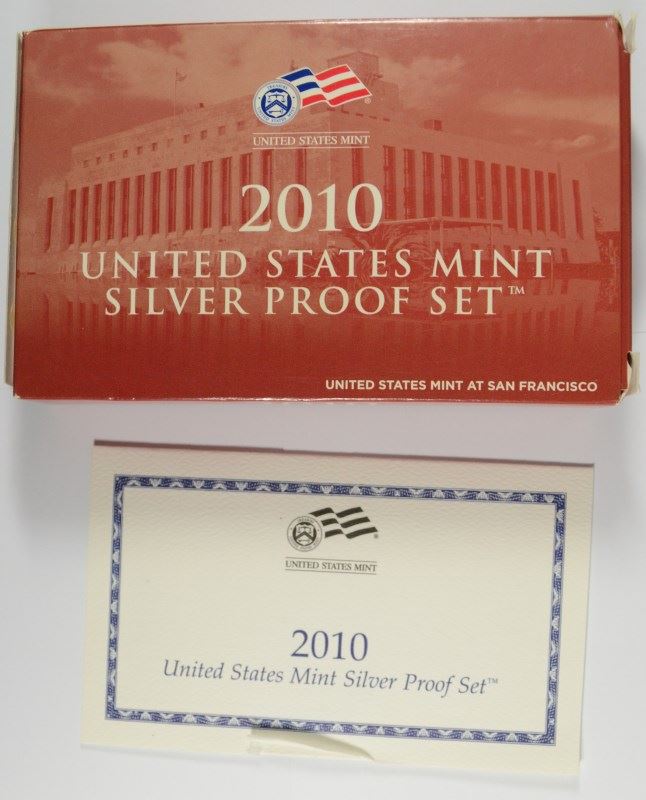 UNITED STATES MINT
2010
UNITED STATES MINT
SILVER PROOF SET™
UNITED STATES MINT AT SAN FRANCISCO
UNITED STATES MINT
2010
United States Mint Silver Proof Set™